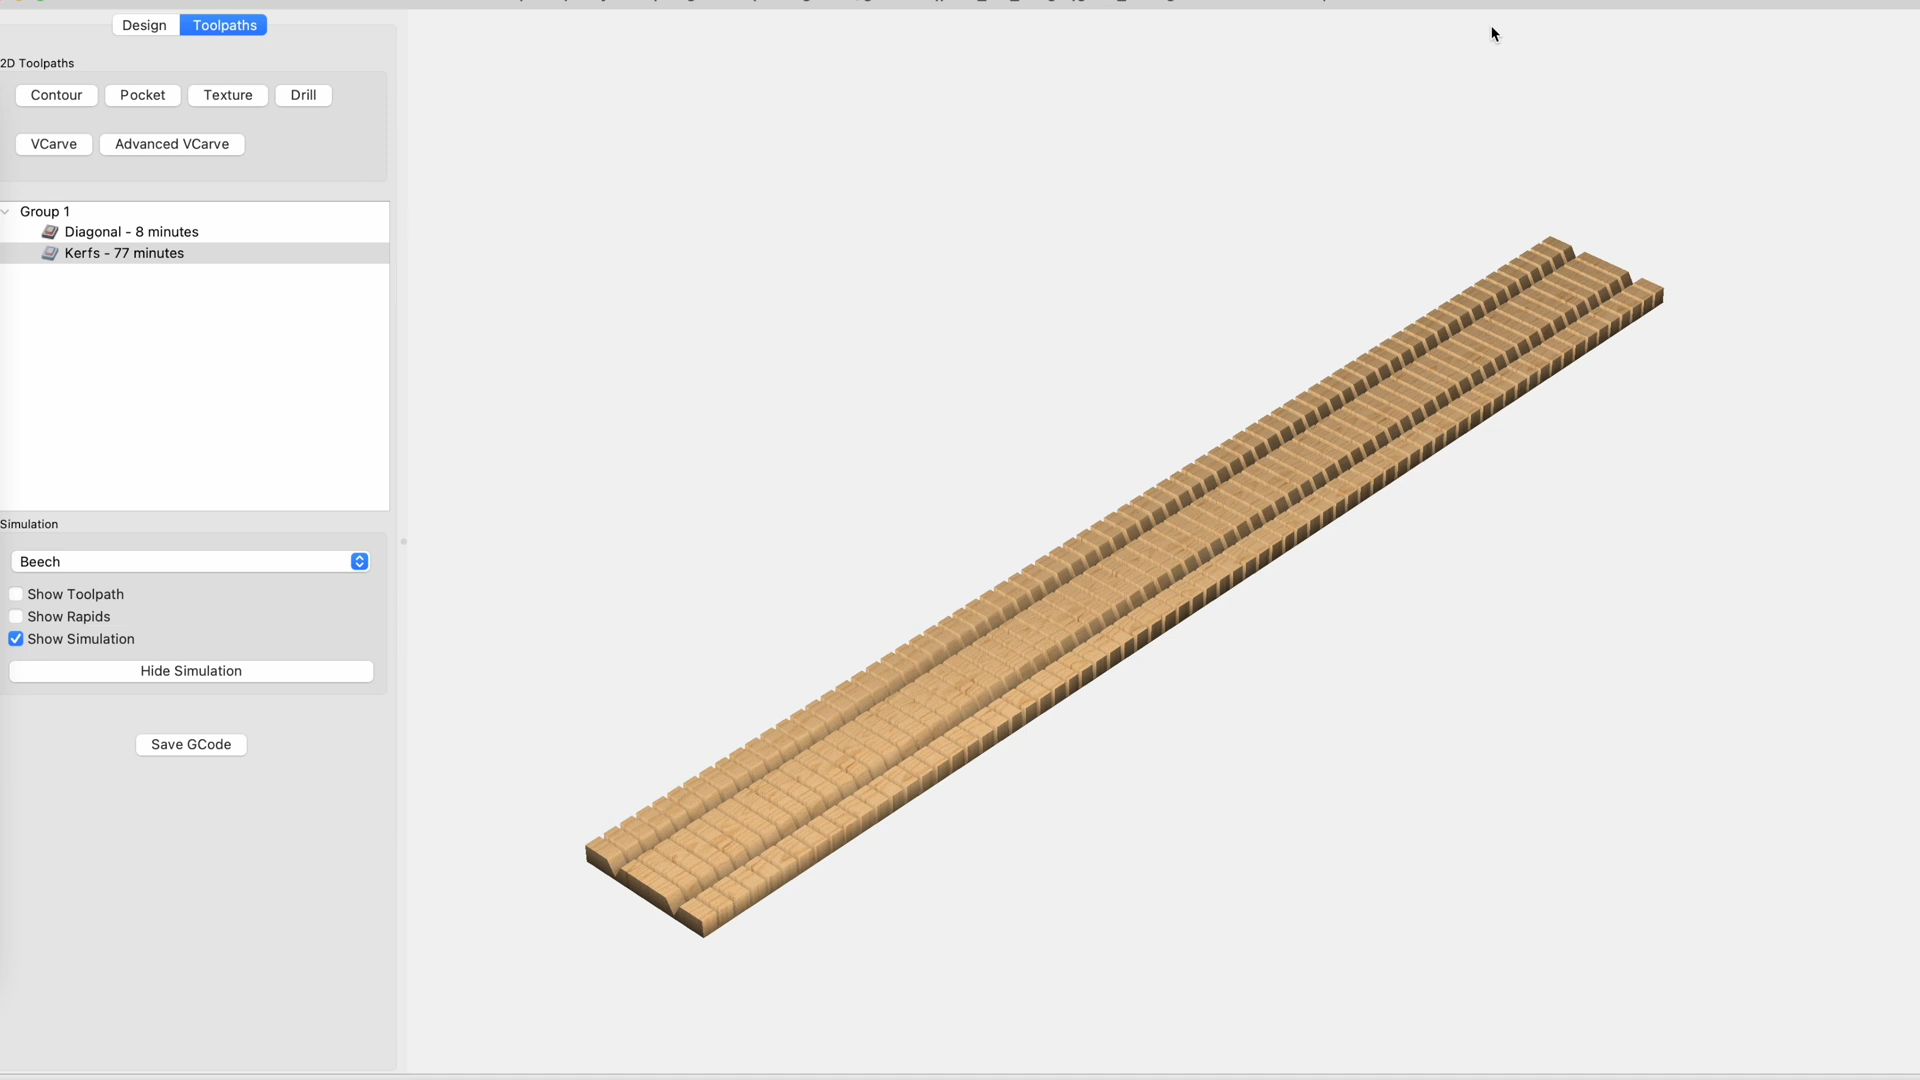 Design Toolpaths
2D Toolpaths
Contour Pocket Texture Drill
VCarve Advanced VCarve
Group 1
Diagonal - 8 minutes
Kerfs - 77 minutes
Simulation
Beech
Show Toolpath
Show Rapids
Show Simulation
Hide Simulation
Save GCode